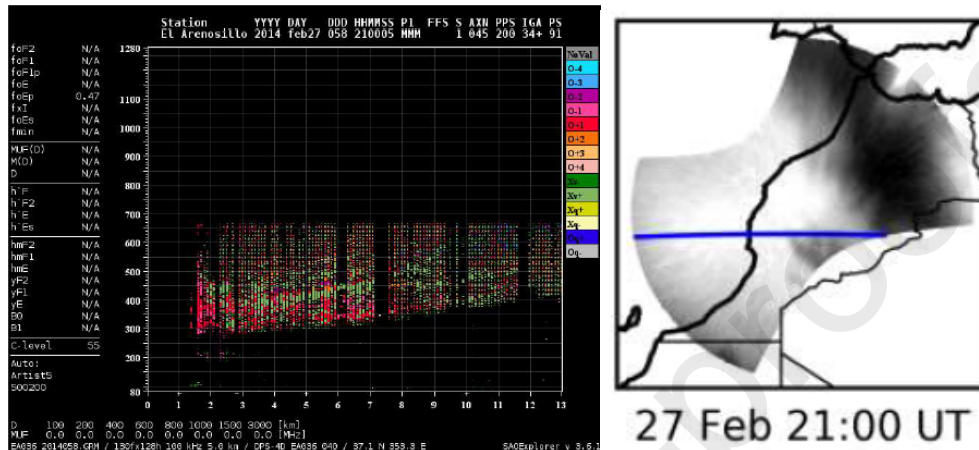 Station YYYY DAY DDD HHMMSS P1 FFS S AXN PPS IGA PS
El Arenosillo 2014 feb27 058 210005 MMM 1 045 200 34+ 91
foF2 N/A
foF1 N/A
foF1p N/A
foE N/A
foEp 0.47
fxI N/A
foEs N/A
fmin N/A
MUF(D) N/A
M(D) N/A
D N/A
h`F N/A
h`F2 N/A
h`E N/A
h`Es N/A
hmF2 N/A
hmF1 N/A
hmE N/A
yF2 N/A
yF1 N/A
yE N/A
B0 N/A
B1 N/A
C-level 55
Auto:
Artist5
500200
1280
1100
1000
900
800
700
600
500
400
300
200
80
0 1 2 3 4 5 6 7 8 9 10 11 12 13
NoVal
O-4
O-3
O-2
O-1
O+1
O+2
O+3
O+4
X+
Xq+
D 100 200 400 600 800 1000 1500 3000 [km]
MUF 0.0 0.0 0.0 0.0 0.0 0.0 0.0 0.0 [MHz]
EA036 2014058.GRM / 130fx128h 100 kHz 5.0 km / DPS-4D EA036 040 / 37.1 N 353.3 E SAOExplorer v 3.5.1
27 Feb 21:00 UT